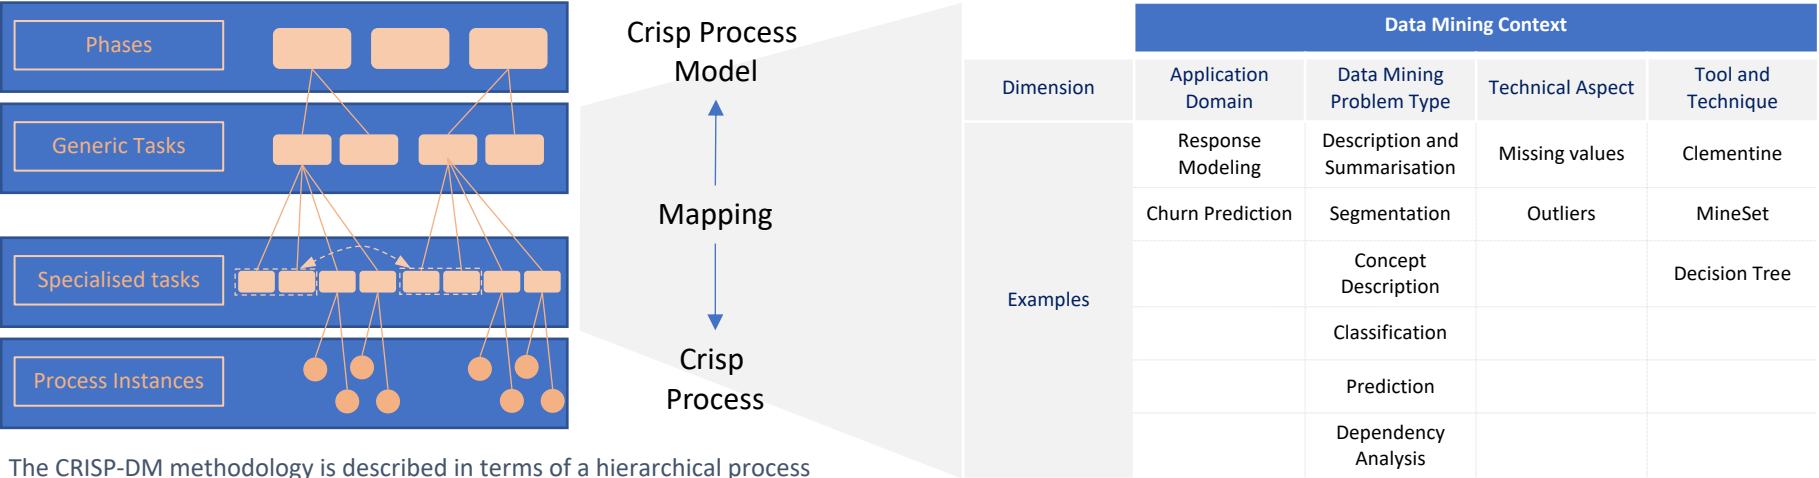 Phases
Generic Tasks
Specialised tasks
Process Instances
Crisp Process
Model
Mapping
Crisp
Process
Data Mining Context
Dimension
Application
Domain
Data Mining
Problem Type
Technical Aspect
Tool and
Technique
Examples
Response
Modeling
Description and
Summarisation
Missing values
Clementine
Churn Prediction
Segmentation
Outliers
MineSet
Concept
Description
Decision Tree
Classification
Prediction
Dependency
Analysis
The CRISP-DM methodology is described in terms of a hierarchical process